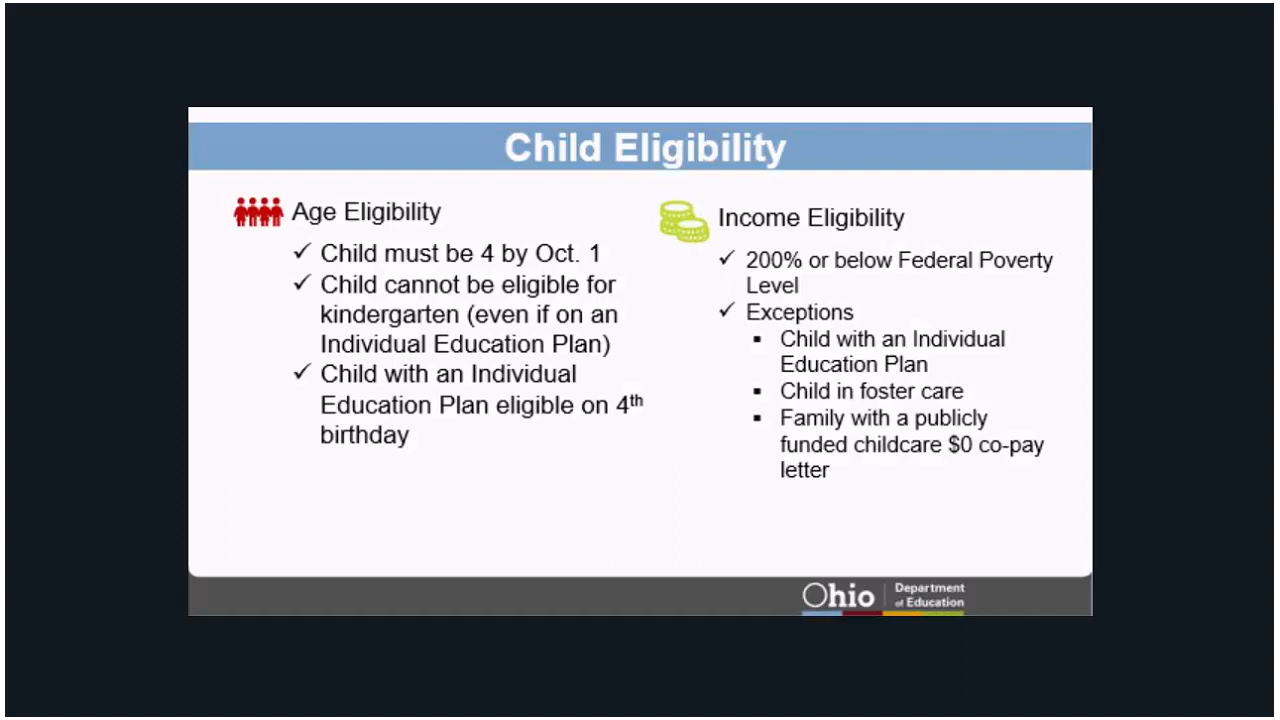 Child Eligibility
Age Eligibility
✓ Child must be 4 by Oct. 1
✓ Child cannot be eligible for
kindergarten (even if on an
Individual Education Plan)
✓ Child with an Individual
Education Plan eligible on 4th
birthday
Income Eligibility
✓ 200% or below Federal Poverty
Level
✓ Exceptions
▪ Child with an Individual
Education Plan
▪ Child in foster care
▪ Family with a publicly
funded childcare $0 co-pay
letter
Ohio
Department
of Education